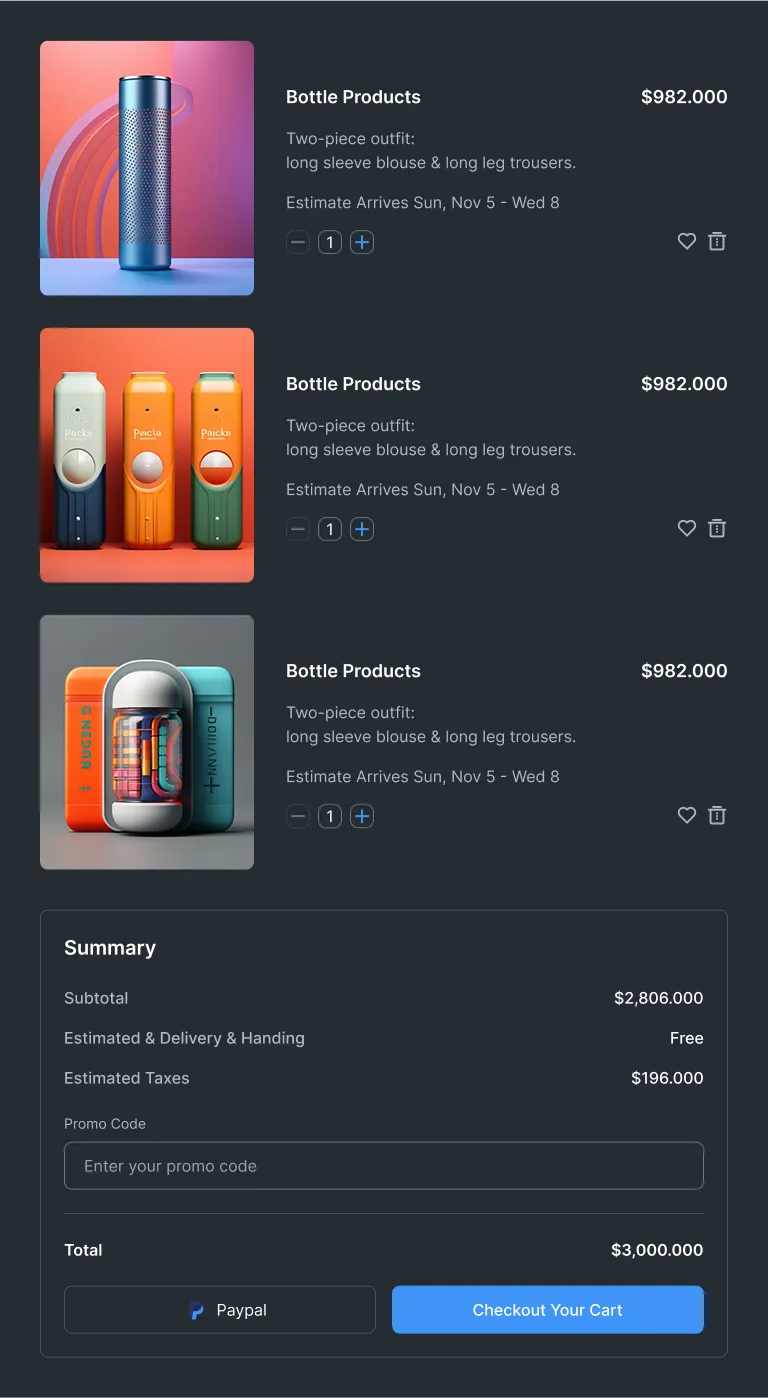 Bottle Products
$982.000
Two-piece outfit:
long sleeve blouse & long leg trousers.
Estimate Arrives Sun, Nov 5 - Wed 8
1
Bottle Products
$982.000
Two-piece outfit:
long sleeve blouse & long leg trousers.
Estimate Arrives Sun, Nov 5 - Wed 8
1
Bottle Products
$982.000
Two-piece outfit:
long sleeve blouse & long leg trousers.
Estimate Arrives Sun, Nov 5 - Wed 8
1
Summary
Subtotal
$2,806.000
Estimated & Delivery & Handing
Free
Estimated Taxes
$196.000
Promo Code
Enter your promo code
Total
$3,000.000
Paypal
Checkout Your Cart